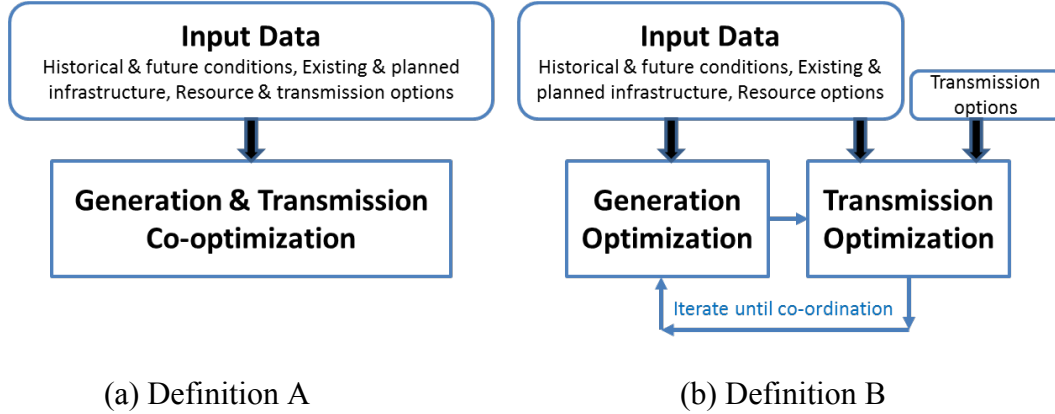 Input Data
Historical & future conditions, Existing & planned
infrastructure, Resource & transmission options
Generation & Transmission
Co-optimization
(a) Definition A
Input Data
Historical & future conditions, Existing &
planned infrastructure, Resource options
Transmission
options
Generation
Optimization
Transmission
Optimization
Iterate until co-ordination
(b) Definition B